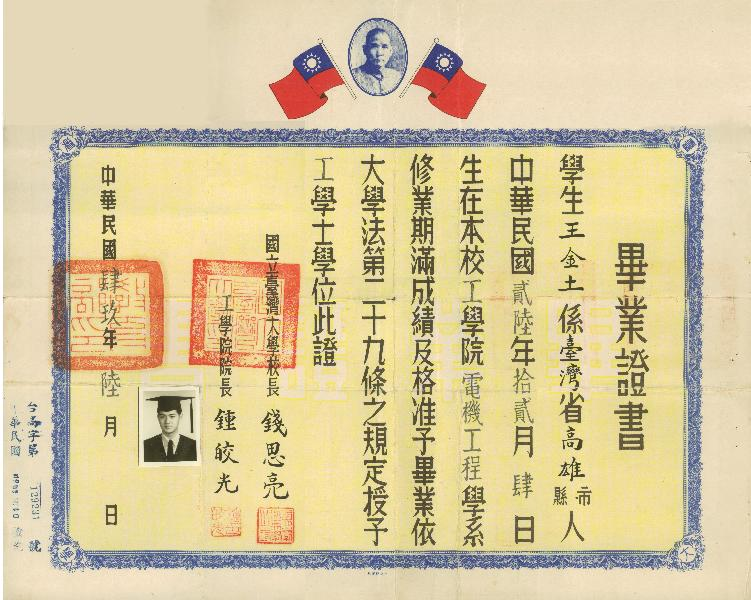 畢業證書
學生王金土係臺灣省高雄縣市人
中華民國貳陸年拾貳月肆日
生在本校工學院電機工程學系
修業期滿成績及格准予畢業依
大學法第二十九條之規定授予
工學士學位此證
國立臺灣大學校長 錢思亮
工學院院長 鍾皎光
中華民國肆玖年陸月 日